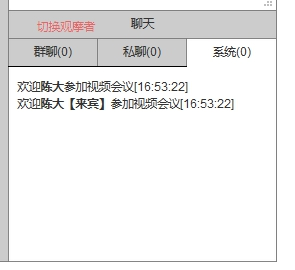 切换观摩者 聊天
群聊(0) 私聊(0) 系统(0)
欢迎陈大参加视频会议[16:53:22]
欢迎陈大【来宾】参加视频会议[16:53:22]